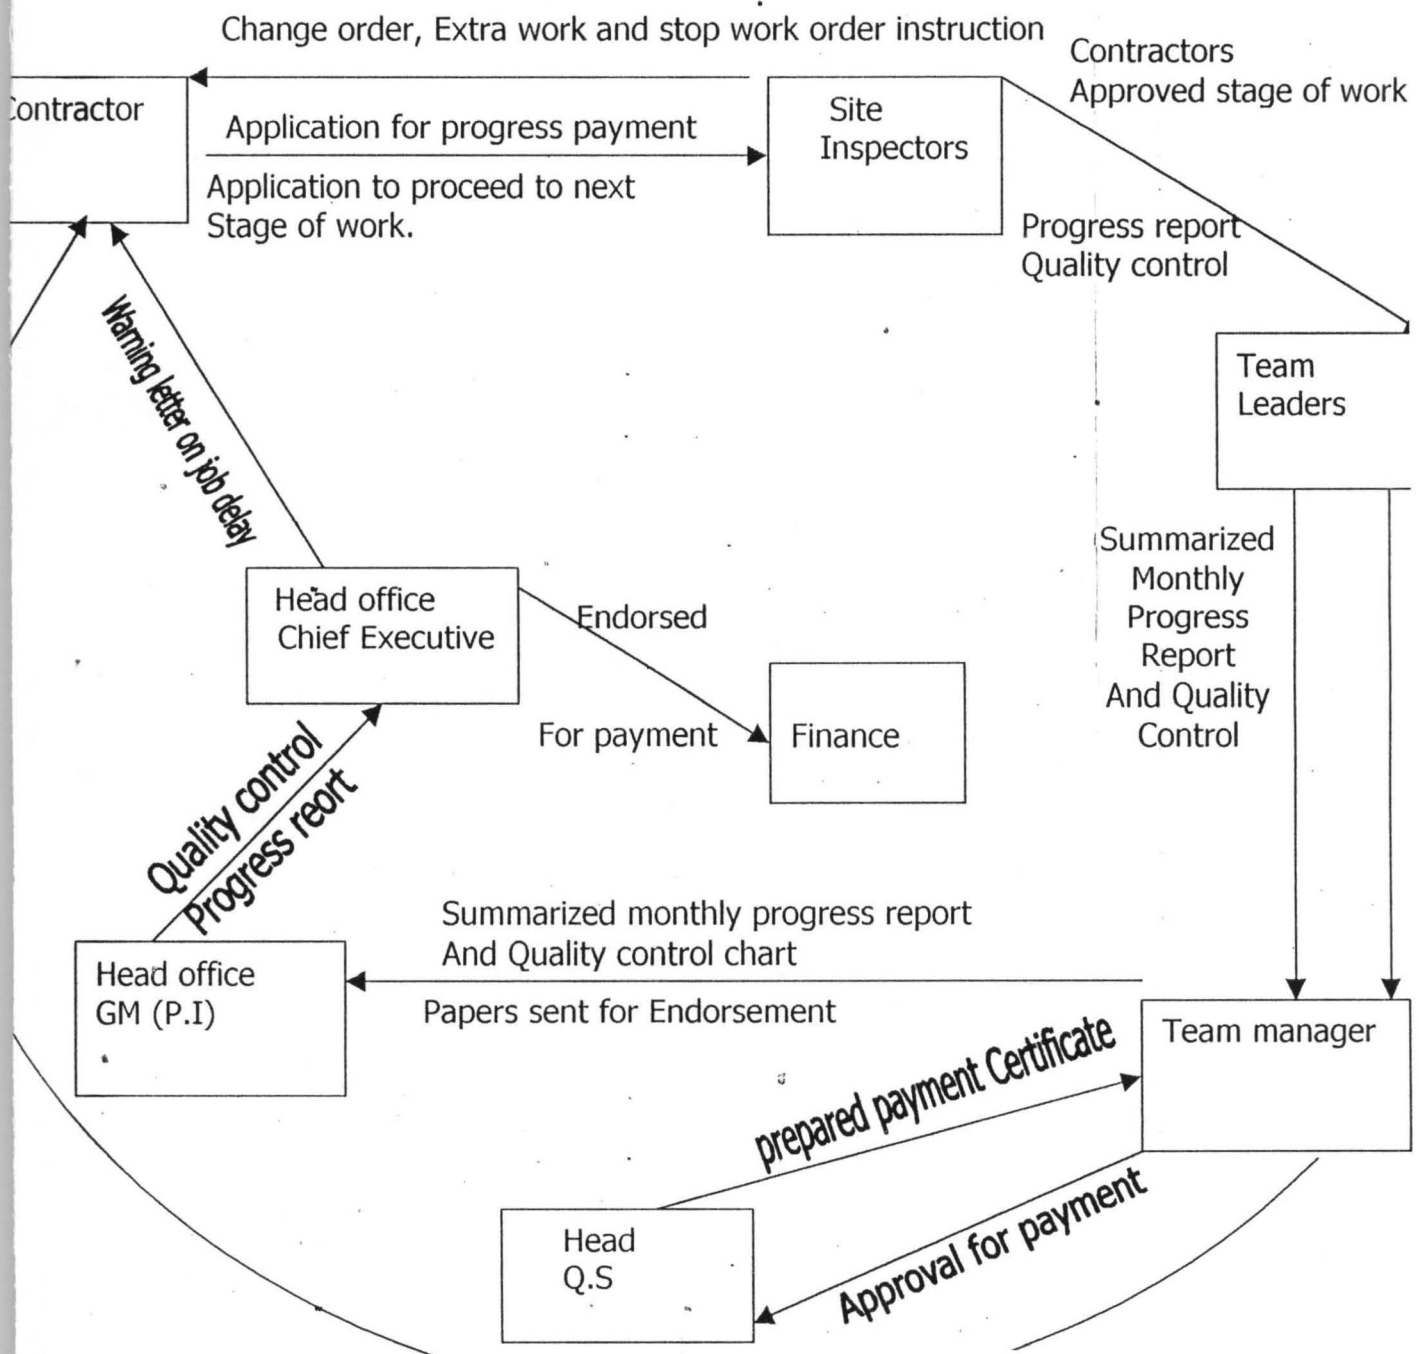 Change order, Extra work and stop work order instruction
Contractors
Approved stage of work
Contractor
Application for progress payment
Site
Inspectors
Application to proceed to next
Stage of work.
Progress report
Quality control
Warning letter on job delay
Team
Leaders
Summarized
Monthly
Progress
Report
And Quality
Control
Head office
Chief Executive
Endorsed
For payment
Finance
Quality control
Progress reort
Summarized monthly progress report
And Quality control chart
Papers sent for Endorsement
Head office
GM (P.I)
Team manager
prepared payment Certificate
Approval for payment
Head
Q.S